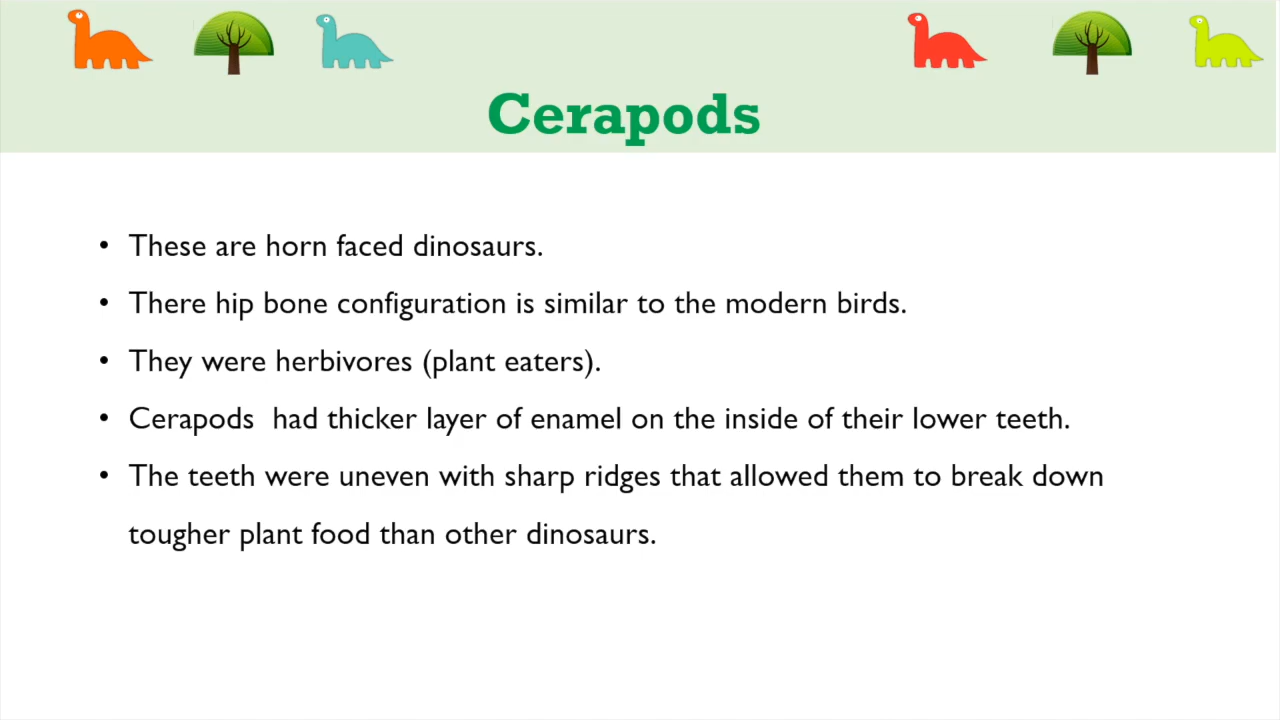 Cerapods
• These are horn faced dinosaurs.
• There hip bone configuration is similar to the modern birds.
• They were herbivores (plant eaters).
• Cerapods  had thicker layer of enamel on the inside of their lower teeth.
• The teeth were uneven with sharp ridges that allowed them to break down
tougher plant food than other dinosaurs.